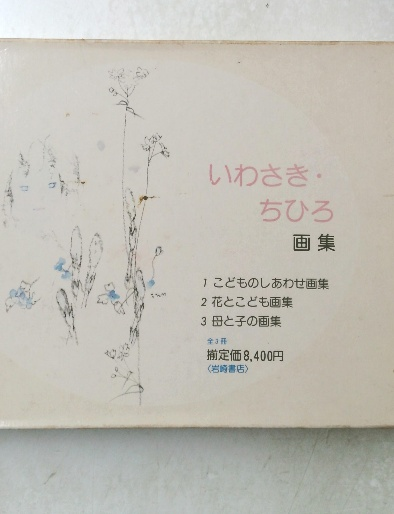 いわさき・
ちひろ
画集
1 こどものしあわせ画集
2 花とこども画集
3 母と子の画集
全3冊
揃定価8,400円
〈岩崎書店〉